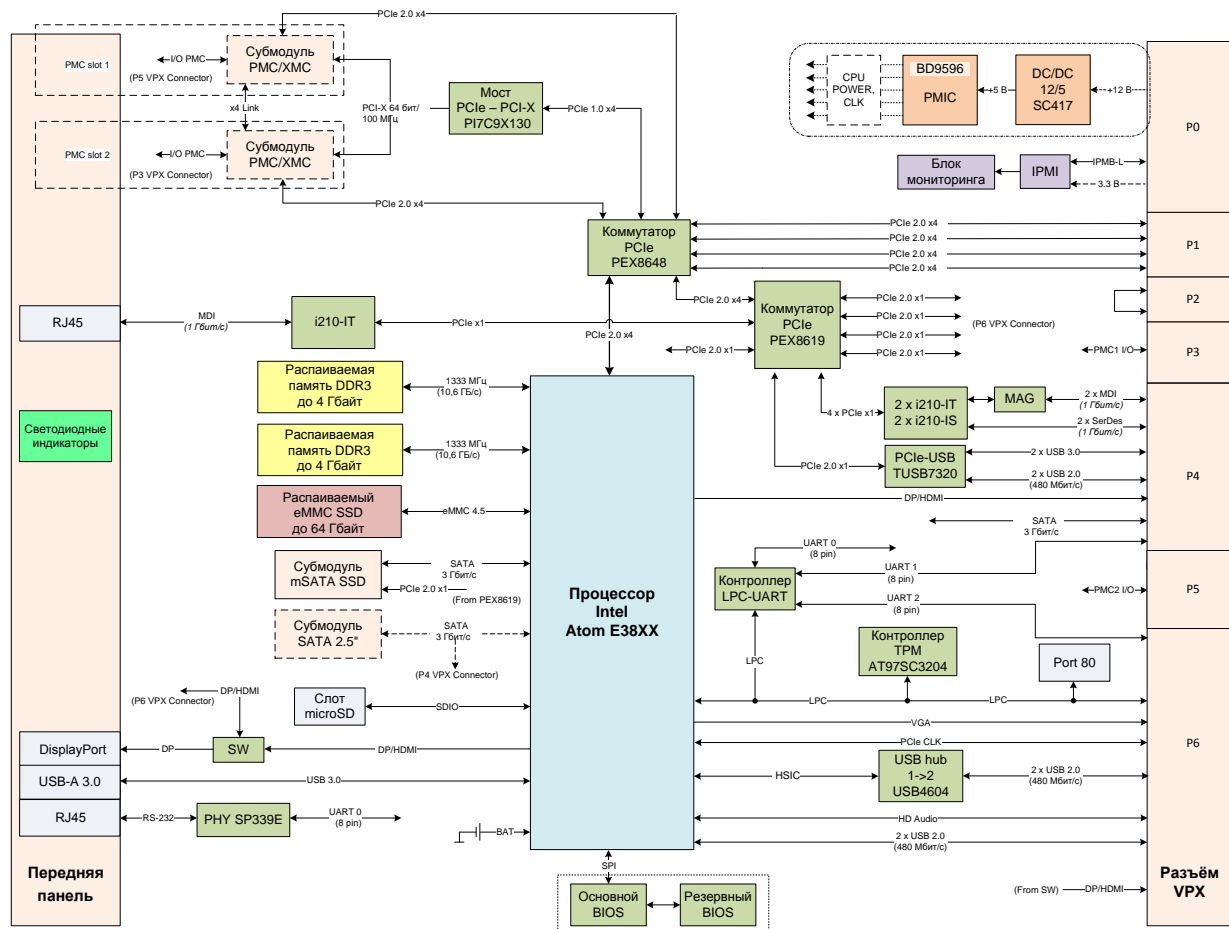 PCIe 2.0 x4
PMC slot 1
I/O PMC
(P5 VPX Connector)
Субмодуль
PMC/XMC
x4 Link
PCI-X 64 бит/
100 МГц
Мост
PCIe – PCI-X
PI7C9X130
PCIe 1.0 x4
PMC slot 2
I/O PMC
(P3 VPX Connector)
Субмодуль
PMC/XMC
PCIe 2.0 x4
CPU
POWER,
CLK
BD9596
PMIC
+5 В
DC/DC
12/5
SC417
+12 В
P0
Блок
мониторинга
IPMI
IPMB-L
3.3 В
Коммутатор
PCIe
PEX8648
PCIe 2.0 x4
PCIe 2.0 x4
PCIe 2.0 x4
PCIe 2.0 x4
P1
PCIe 2.0 x4
Коммутатор
PCIe
PEX8619
PCIe 2.0 x1
PCIe 2.0 x1
PCIe 2.0 x1
PCIe 2.0 x1
(P6 VPX Connector)
P2
RJ45
MDI
(1 Гбит/с)
i210-IT
PCIe x1
PCIe 2.0 x4
PCIe 2.0 x1
PMC1 I/O
P3
Распаиваемая
память DDR3
до 4 Гбайт
1333 МГц
(10,6 ГБ/с)
4 x PCIe x1
2 x i210-IT
2 x i210-IS
MAG
2 x MDI
(1 Гбит/с)
2 x SerDes
(1 Гбит/с)
Светодиодные
индикаторы
Распаиваемая
память DDR3
до 4 Гбайт
1333 МГц
(10,6 ГБ/с)
PCIe 2.0 x1
PCIe-USB
TUSB7320
2 x USB 3.0
2 x USB 2.0
(480 Мбит/с)
P4
Распаиваемый
eMMC SSD
до 64 Гбайт
eMMC 4.5
DP/HDMI
SATA
3 Гбит/с
Субмодуль
mSATA SSD
SATA
3 Гбит/с
PCIe 2.0 x1
(From PEX8619)
Процессор
Intel
Atom E38XX
UART 0
(8 pin)
Контроллер
LPC-UART
UART 1
(8 pin)
UART 2
(8 pin)
PMC2 I/O
P5
Субмодуль
SATA 2.5"
SATA
3 Гбит/с
(P4 VPX Connector)
LPC
Контроллер
TPM
AT97SC3204
Port 80
DP/HDMI
(P6 VPX Connector)
Слот
microSD
SDIO
LPC
LPC
VGA
DisplayPort
DP
SW
DP/HDMI
PCIe CLK
P6
USB-A 3.0
USB 3.0
HSIC
USB hub
1->2
USB4604
2 x USB 2.0
(480 Мбит/с)
RJ45
RS-232
PHY SP339E
UART 0
(8 pin)
BAT
HD Audio
2 x USB 2.0
(480 Мбит/с)
SPI
Передняя
панель
Основной
BIOS
Резервный
BIOS
(From SW)
DP/HDMI
Разъём
VPX